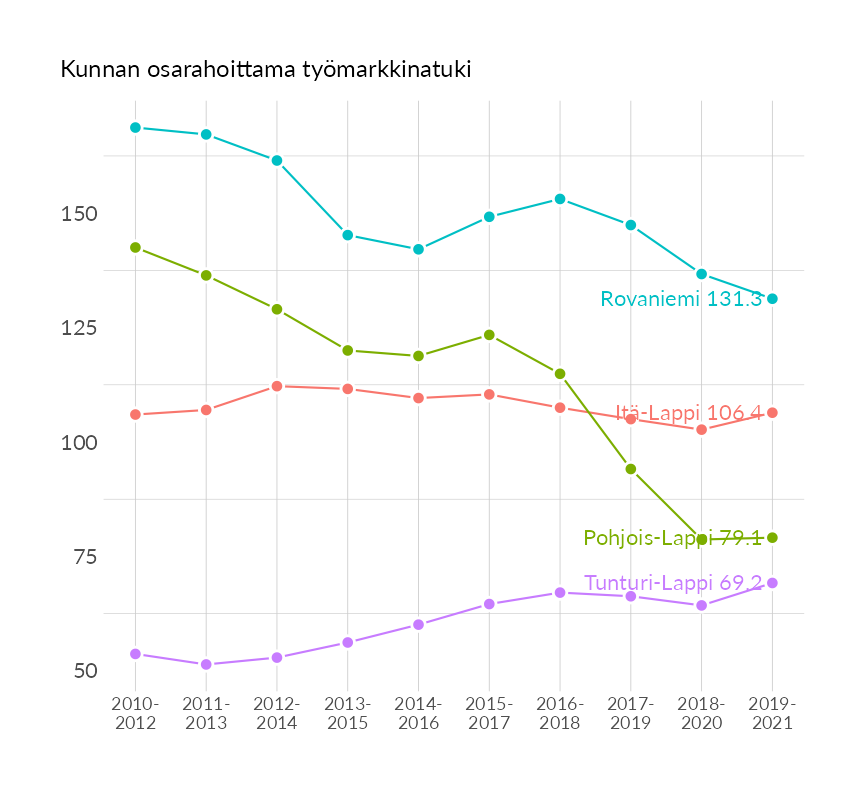 Kunnan osarahoittama työmarkkinatuki
150
125
100
75
50
Rovaniemi 131.3
Itä-Lappi 106.4
Pohjois-Lappi 79.1
Tunturi-Lappi 69.2
2010- 2011- 2012- 2013- 2014- 2015- 2016- 2017- 2018- 2019-
2012 2013 2014 2015 2016 2017 2018 2019 2020 2021